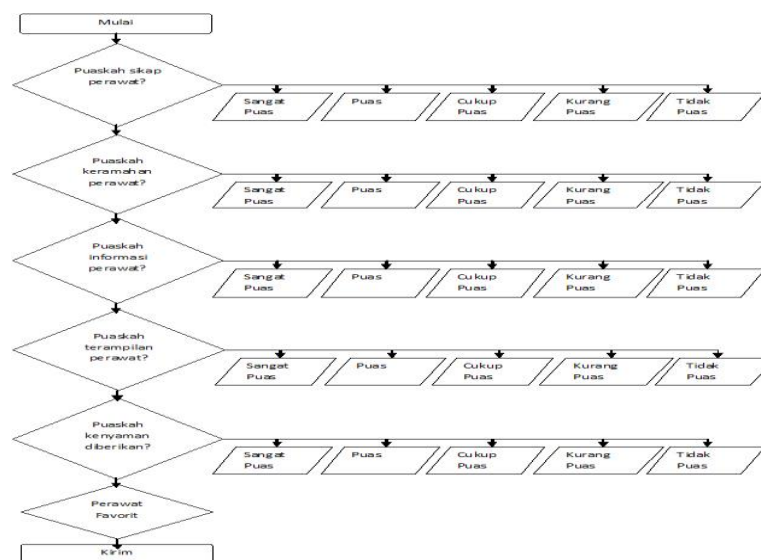 Mulai
Puaskah sikap
perawat?
Sangat
Puas
Puas
Cukup
Puas
Kurang
Puas
Tidak
Puas
Puaskah
keramahan
perawat?
Sangat
Puas
Puas
Cukup
Puas
Kurang
Puas
Tidak
Puas
Puaskah
informasi
perawat?
Sangat
Puas
Puas
Cukup
Puas
Kurang
Puas
Tidak
Puas
Puaskah
terampilan
perawat?
Sangat
Puas
Puas
Cukup
Puas
Kurang
Puas
Tidak
Puas
Puaskah
kenyaman
diberikan?
Sangat
Puas
Puas
Cukup
Puas
Kurang
Puas
Tidak
Puas
Perawat
Favorit
Kirim